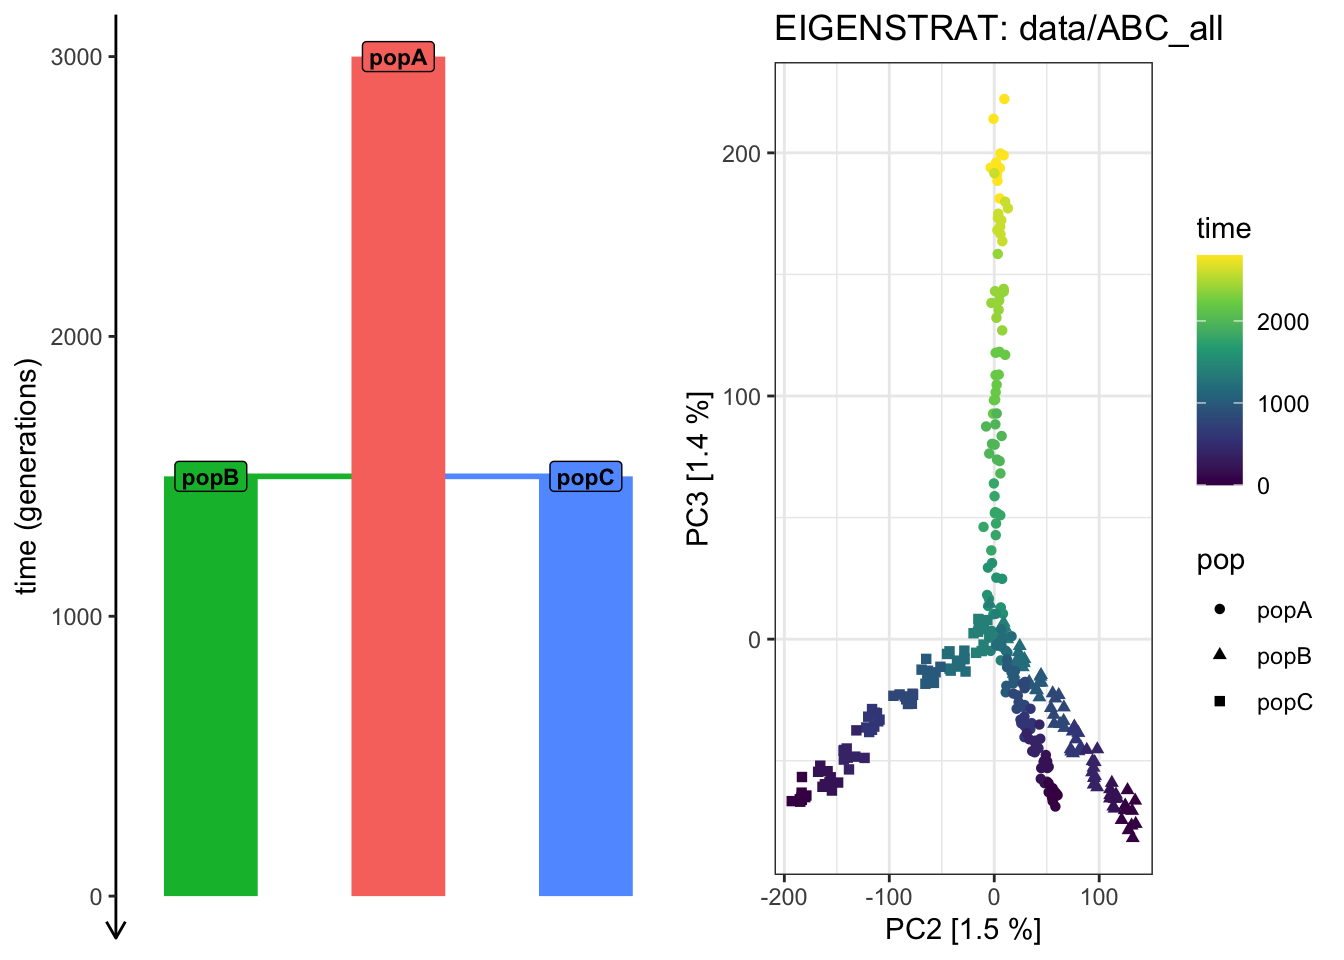 time (generations)
3000
2000
1000
0
popA
popB
popC
EIGENSTRAT: data/ABC_all
PC3 [1.4 %]
200
100
0
-200
-100
0
100
PC2 [1.5 %]
time
2000
1000
0
pop
popA
popB
popC